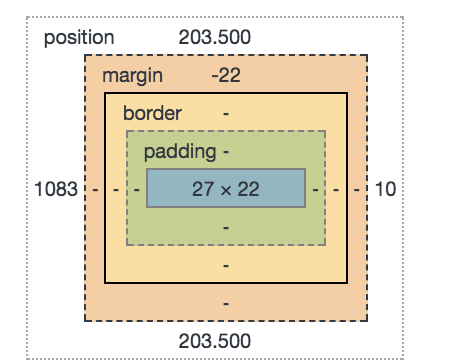 position 203.500
margin -22
border -
padding -
1083 - - - 27 × 22 - - - 10
-
-
-
203.500